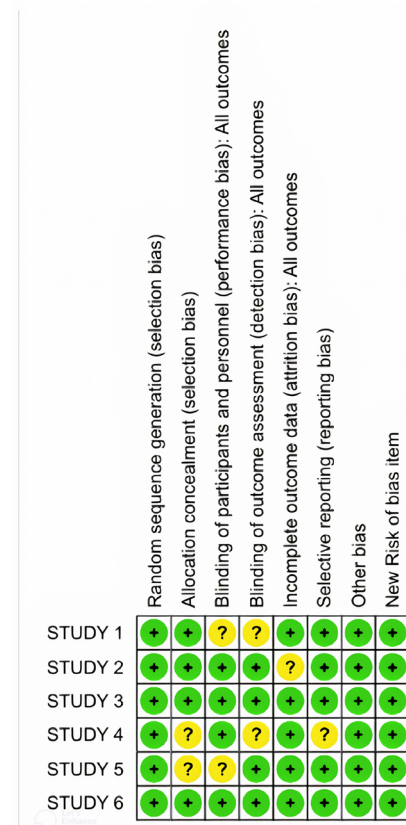 Random sequence generation (selection bias)
Allocation concealment (selection bias)
Blinding of participants and personnel (performance bias): All outcomes
Blinding of outcome assessment (detection bias): All outcomes
Incomplete outcome data (attrition bias): All outcomes
Selective reporting (reporting bias)
Other bias
New Risk of bias item
STUDY 1 + + ? ? + + + +
STUDY 2 + + + + ? + + +
STUDY 3 + + + + + + + +
STUDY 4 + ? + ? + ? + +
STUDY 5 + ? ? + + + + +
STUDY 6 + + + + + + + +